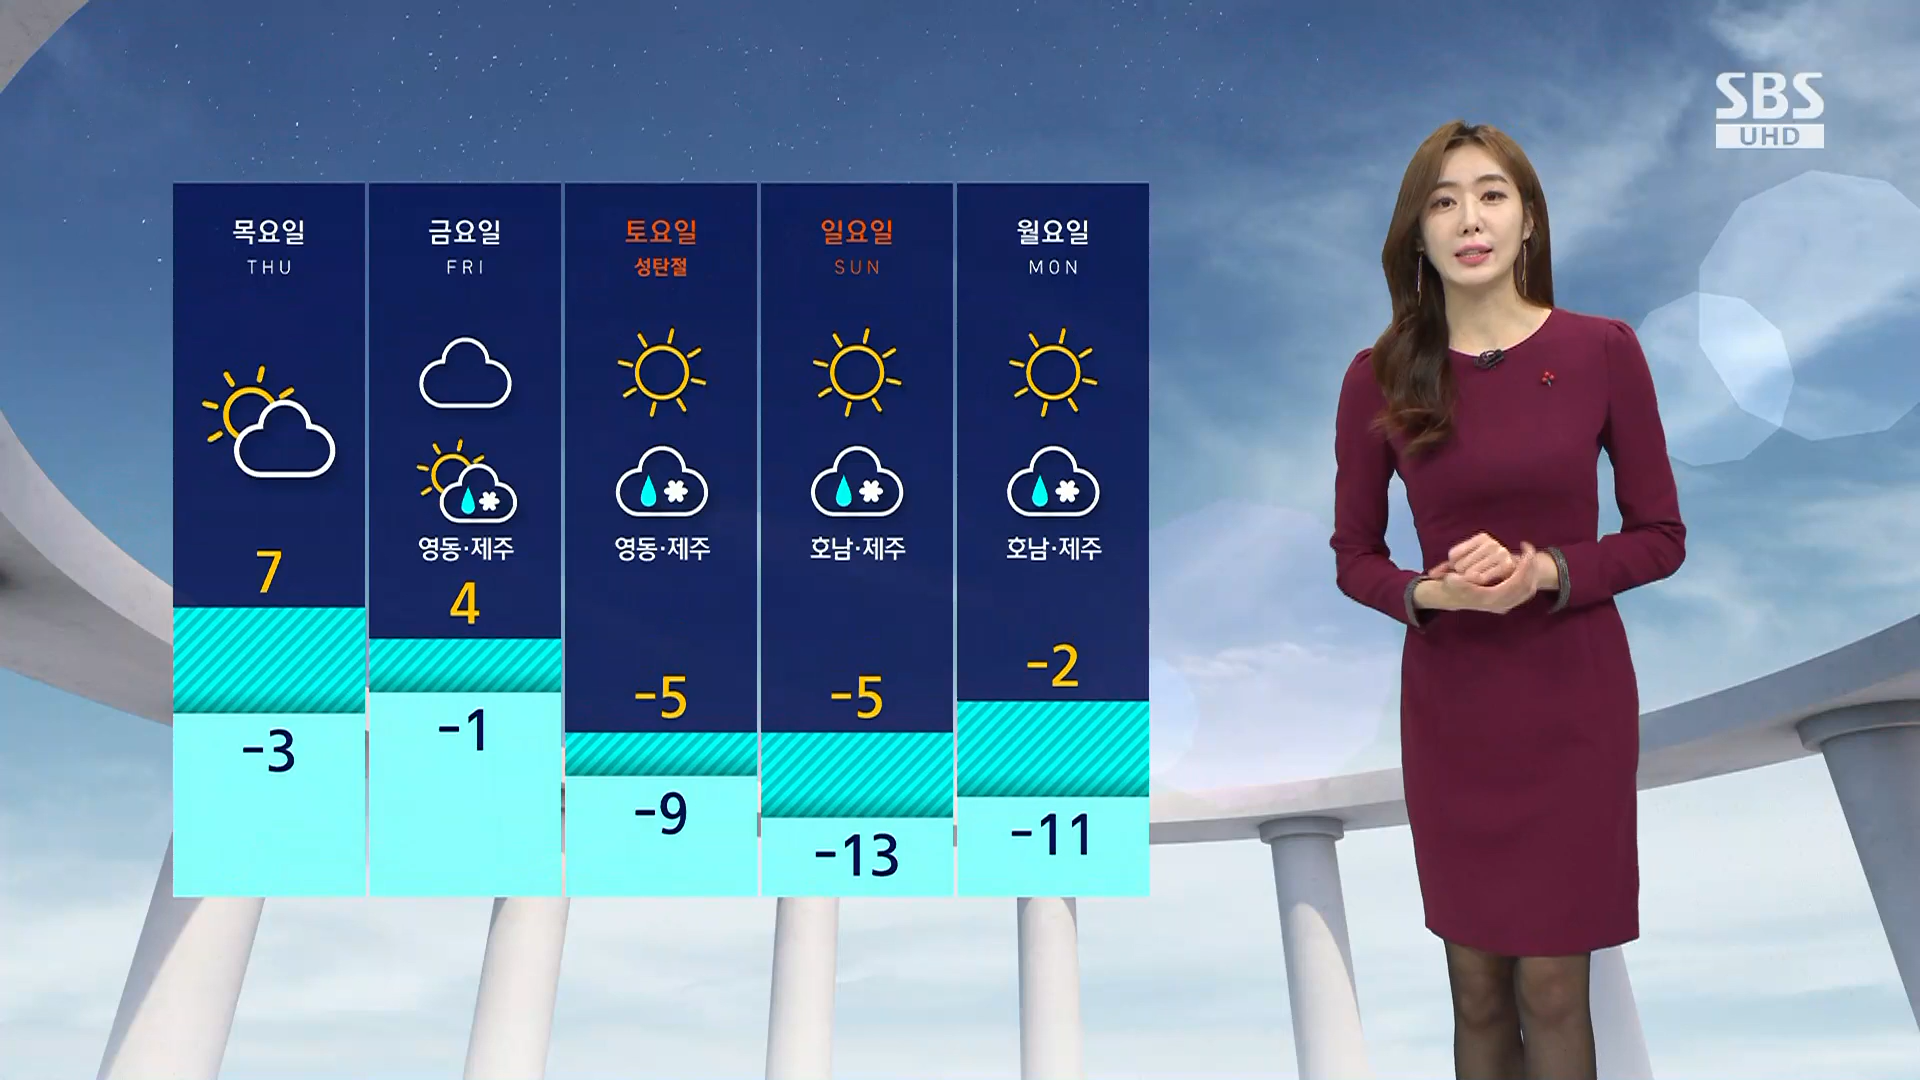 SBS
UHD
목요일
THU
7
-3
금요일
FRI
영동·제주
4
-1
토요일
성탄절
영동·제주
-5
-9
일요일
SUN
호남·제주
-5
-13
월요일
MON
호남·제주
-2
-11